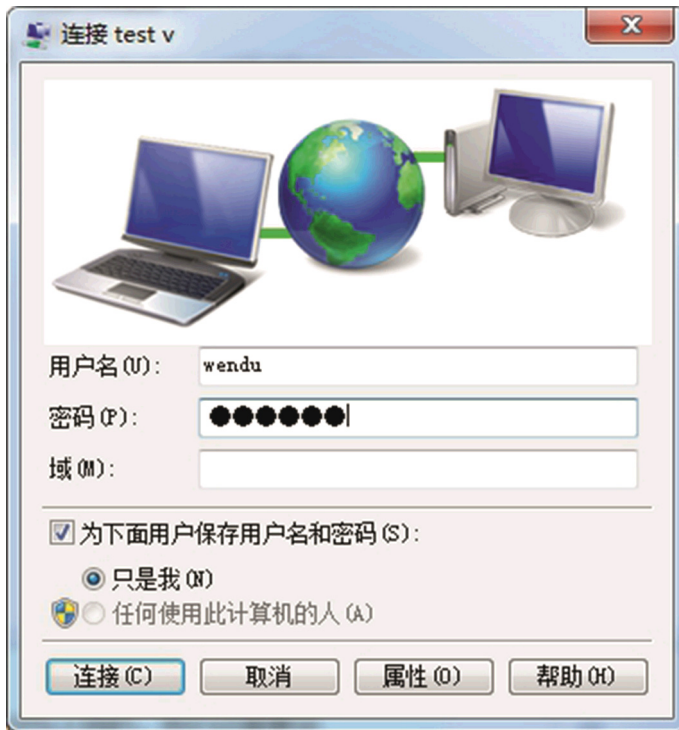 连接 test v
用户名(U): wendu
密码(P): ●●●●●●
域(M):
为下面用户保存用户名和密码(S):
只是我(N)
任何使用此计算机的人(A)
连接(C) 取消 属性(O) 帮助(H)